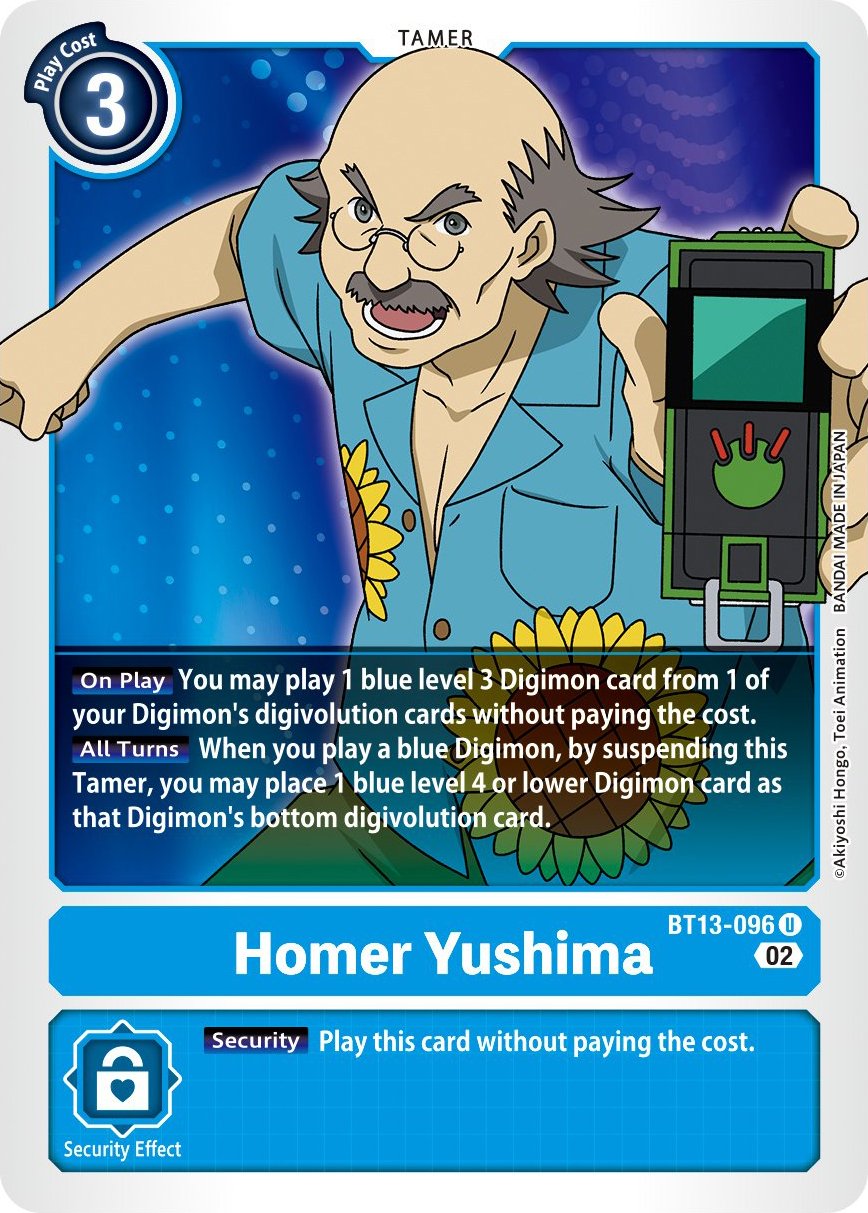 TAMER
Play Cost
3
On Play You may play 1 blue level 3 Digimon card from 1 of
your Digimon's digivolution cards without paying the cost.
All Turns When you play a blue Digimon, by suspending this
Tamer, you may place 1 blue level 4 or lower Digimon card as
that Digimon's bottom digivolution card.
©Akiyoshi Hongo, Toei Animation BANDAI MADE IN JAPAN
BT13-096 U
Homer Yushima
02
Security Play this card without paying the cost.
Security Effect